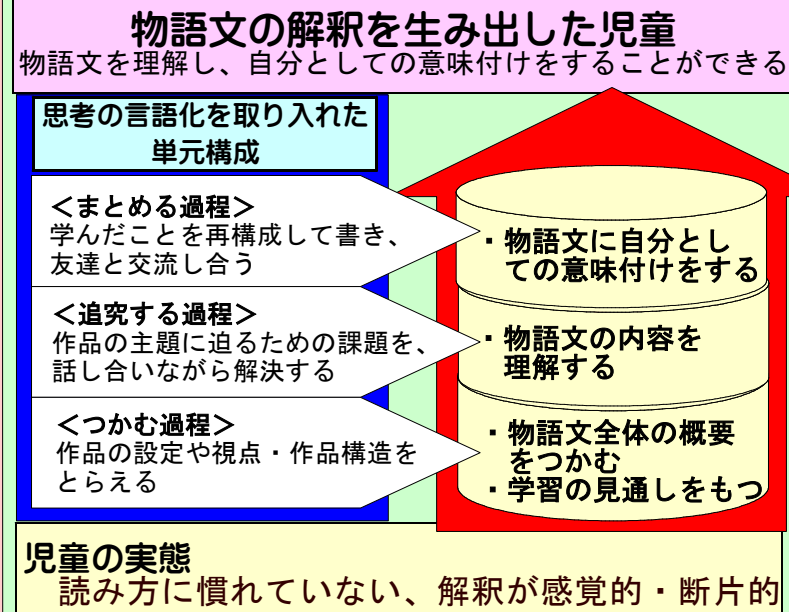 物語文の解釈を生み出した児童
物語文を理解し、自分としての意味付けをすることができる
思考の言語化を取り入れた
単元構成
＜まとめる過程＞
学んだことを再構成して書き、
友達と交流し合う
・物語文に自分とし
ての意味付けをする
＜追究する過程＞
作品の主題に迫るための課題を、
話し合いながら解決する
・物語文の内容を
理解する
＜つかむ過程＞
作品の設定や視点・作品構造を
とらえる
・物語文全体の概要
をつかむ
・学習の見通しをもつ
児童の実態
読み方に慣れていない、解釈が感覚的・断片的